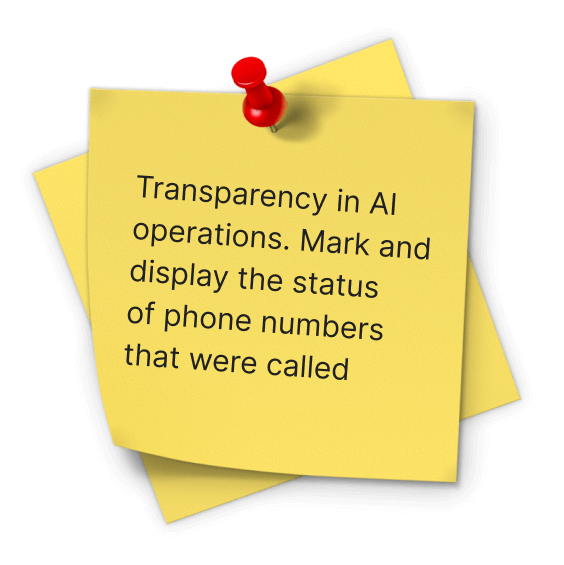 Transparency in AI
operations. Mark and
display the status
of phone numbers
that were called